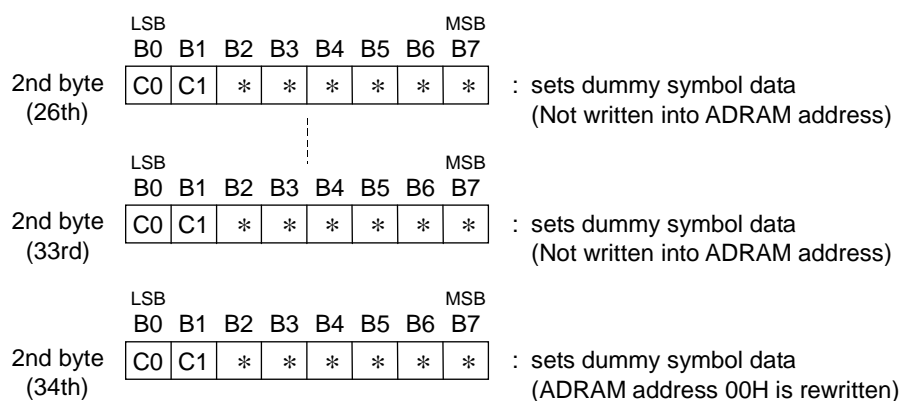 LSB MSB
B0 B1 B2 B3 B4 B5 B6 B7
2nd byte C0 C1 * * * * * * : sets dummy symbol data
(26th) (Not written into ADRAM address)
LSB MSB
B0 B1 B2 B3 B4 B5 B6 B7
2nd byte C0 C1 * * * * * * : sets dummy symbol data
(33rd) (Not written into ADRAM address)
LSB MSB
B0 B1 B2 B3 B4 B5 B6 B7
2nd byte C0 C1 * * * * * * : sets dummy symbol data
(34th) (ADRAM address 00H is rewritten)